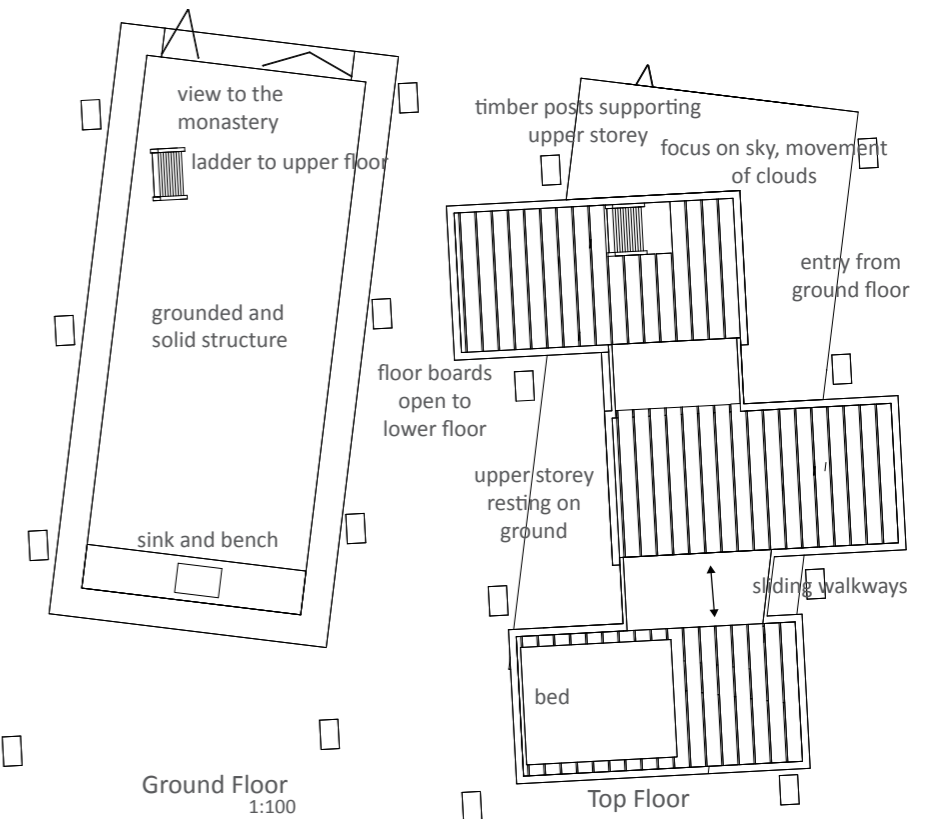 view to the
monastery
ladder to upper floor
grounded and
solid structure
sink and bench
Ground Floor
1:100
timber posts supporting
upper storey
focus on sky, movement
of clouds
entry from
ground floor
floor boards
open to
lower floor
upper storey
resting on
ground
sliding walkways
bed
Top Floor